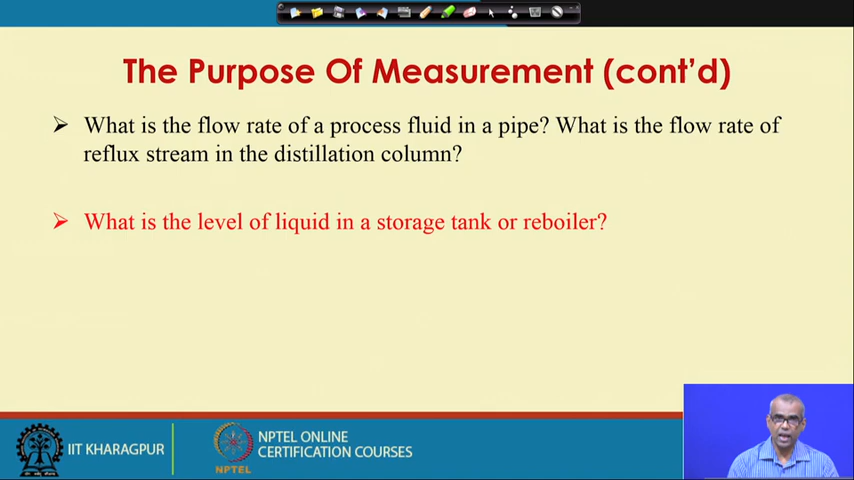 The Purpose Of Measurement (cont'd)
What is the flow rate of a process fluid in a pipe? What is the flow rate of
reflux stream in the distillation column?
What is the level of liquid in a storage tank or reboiler?
IIT KHARAGPUR
NPTEL
NPTEL ONLINE
CERTIFICATION COURSES